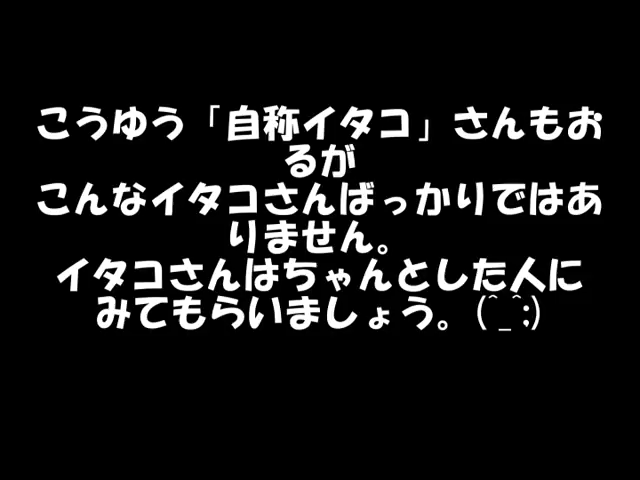 こうゆう「自称イタコ」さんもお
るが
こんなイタコさんばっかりではあ
りません。
イタコさんはちゃんとした人に
みてもらいましょう。(^_^;)